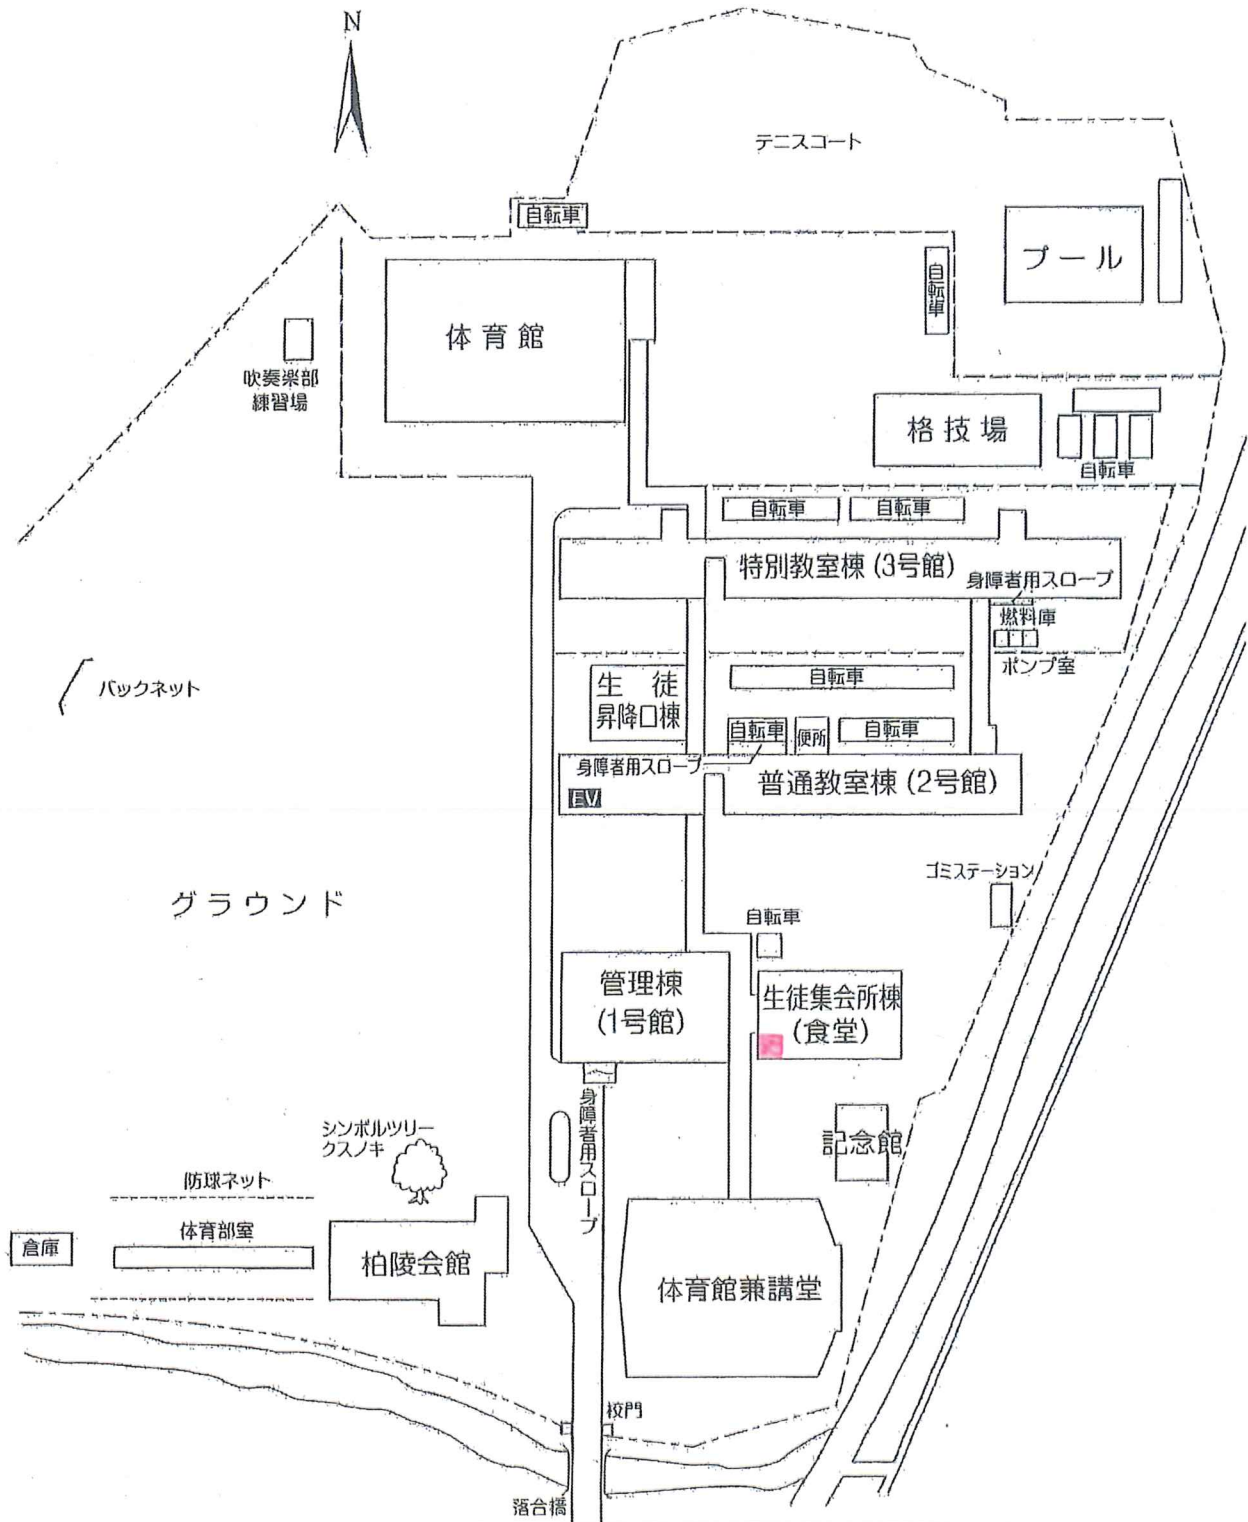 N
テニスコート
自転車
プール
自転車
体育館
吹奏楽部
練習場
格技場
自転車
自転車
自転車
特別教室棟(3号館)
身障者用スロープ
燃料庫
ポンプ室
バックネット
生徒
昇降口棟
自転車
自転車
便所
自転車
身障者用スロープ
普通教室棟(2号館)
EV
ゴミステーション
グラウンド
自転車
管理棟
(1号館)
生徒集会所棟
(食堂)
身障者用スロープ
記念館
シンボルツリー
クスノキ
防球ネット
体育部室
倉庫
柏陵会館
体育館兼講堂
校門
落合橋